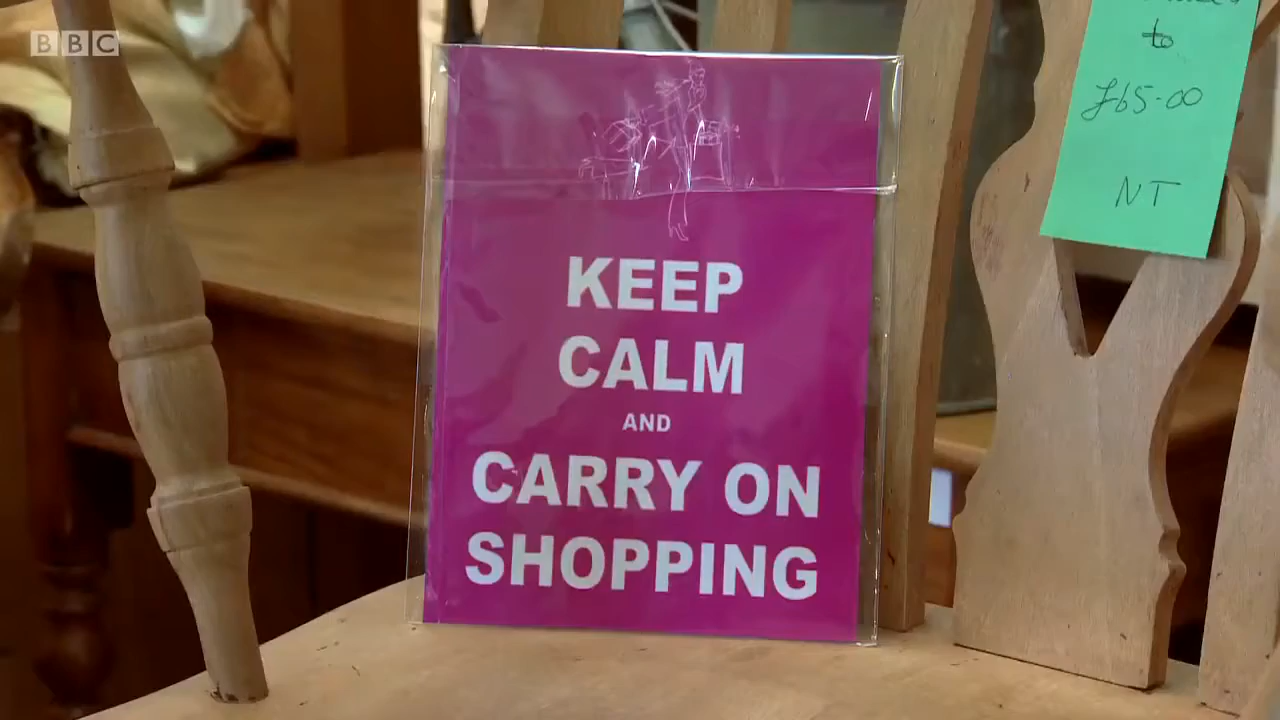 BBC
to
£65-00
NT
KEEP
CALM
AND
CARRY ON
SHOPPING